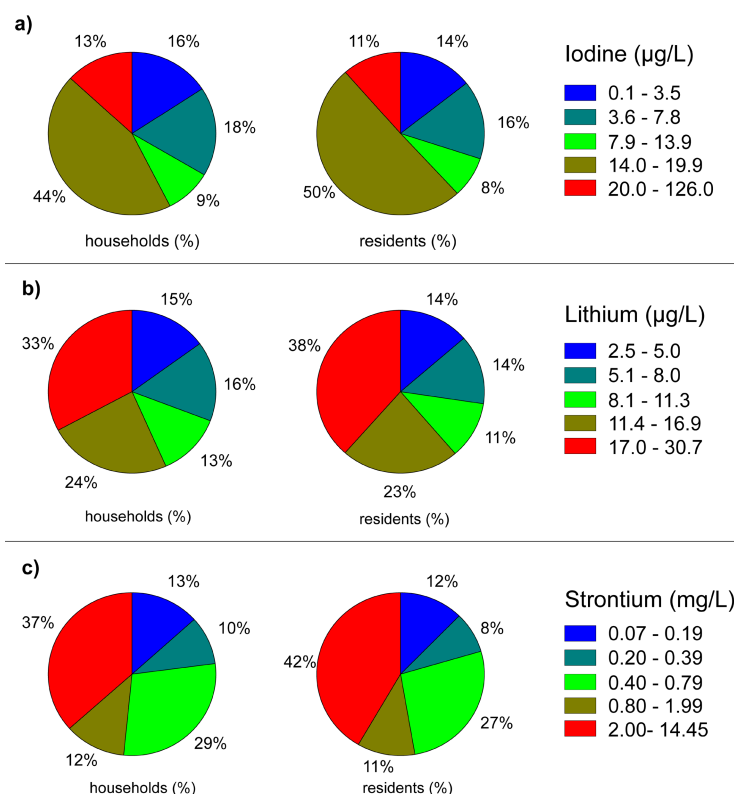 a)
13%
16%
18%
9%
44%
households (%)
11%
14%
16%
8%
50%
residents (%)
Iodine (µg/L)
0.1 - 3.5
3.6 - 7.8
7.9 - 13.9
14.0 - 19.9
20.0 - 126.0
b)
15%
33%
16%
13%
24%
households (%)
14%
38%
14%
11%
23%
residents (%)
Lithium (µg/L)
2.5 - 5.0
5.1 - 8.0
8.1 - 11.3
11.4 - 16.9
17.0 - 30.7
c)
13%
37%
10%
29%
12%
households (%)
12%
8%
42%
27%
11%
residents (%)
Strontium (mg/L)
0.07 - 0.19
0.20 - 0.39
0.40 - 0.79
0.80 - 1.99
2.00- 14.45